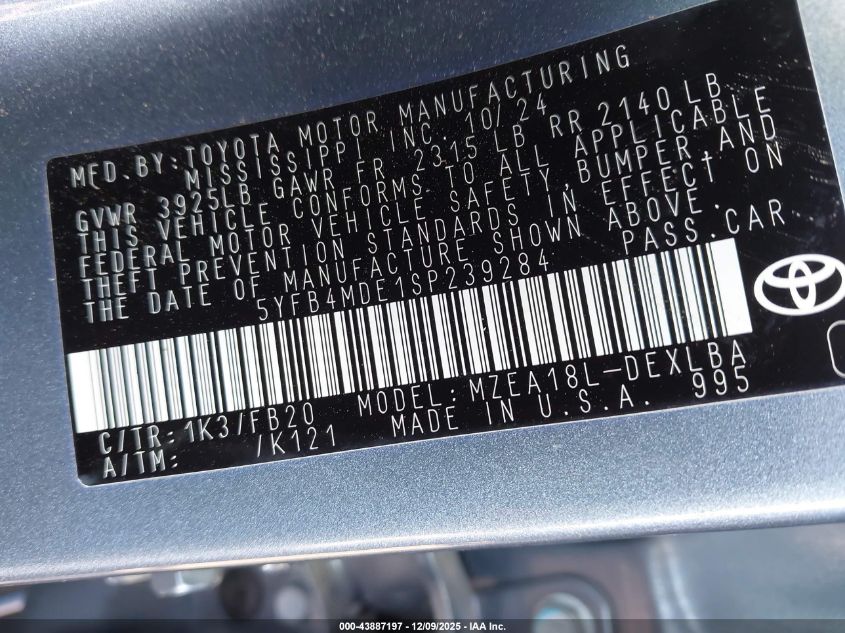 MFD. BY: TOYOTA MOTOR MANUFACTURING
MISSISSIPPI INC. 10/24
GVWR 3925LB GAWR FR 2315 LB RR 2140 LB
THIS VEHICLE CONFORMS TO ALL APPLICABLE
FEDERAL MOTOR VEHICLE SAFETY, BUMPER, AND
THEFT PREVENTION STANDARDS IN EFFECT ON
THE DATE OF MANUFACTURE SHOWN ABOVE.
5YFB4MDE1SP239284 PASS. CAR
C/TR: 1K3/FB20 MODEL: MZEA18L-DEXLBA
A/TM: /K121 MADE IN U.S.A. 995
000-43887197 - 12/09/2025 - IAA Inc.